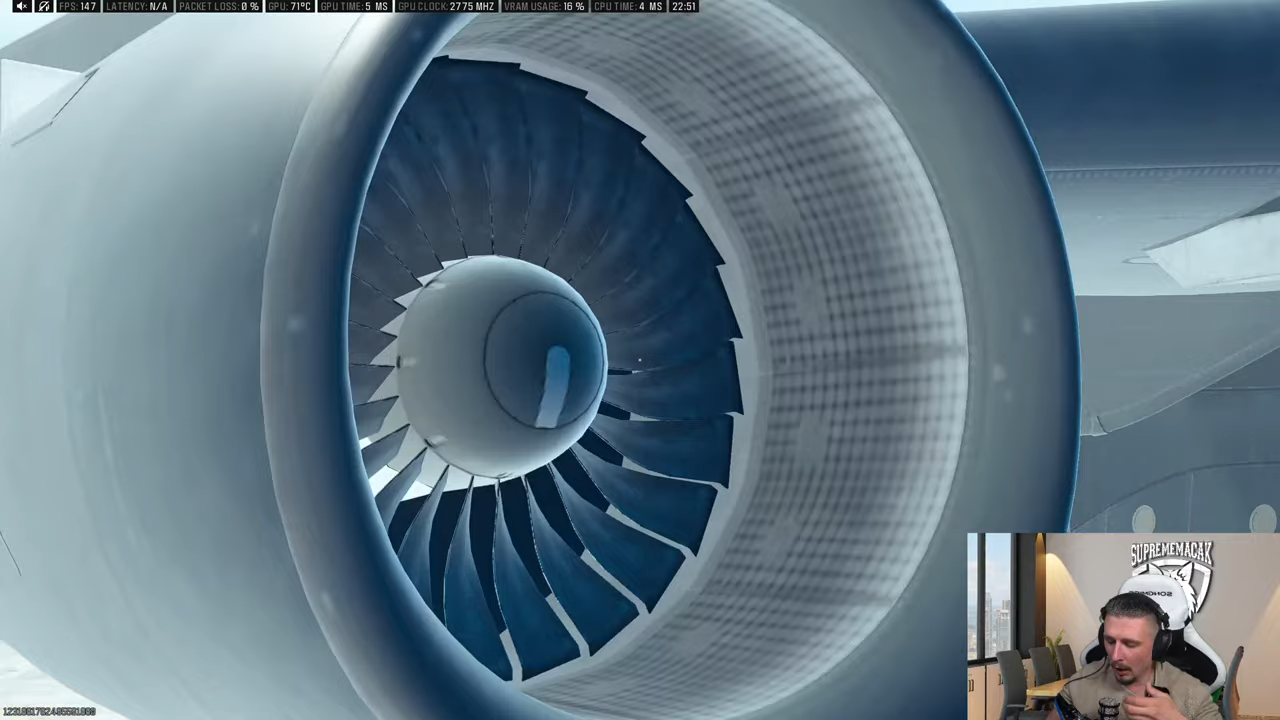 FPS: 147 LATENCY: N/A PACKET LOSS: 0 % GPU: 71°C GPU TIME: 5 MS GPU CLOCK: 2775 MHZ VRAM USAGE: 16 % CPU TIME: 4 MS 22:51
SUPREMEMACAK